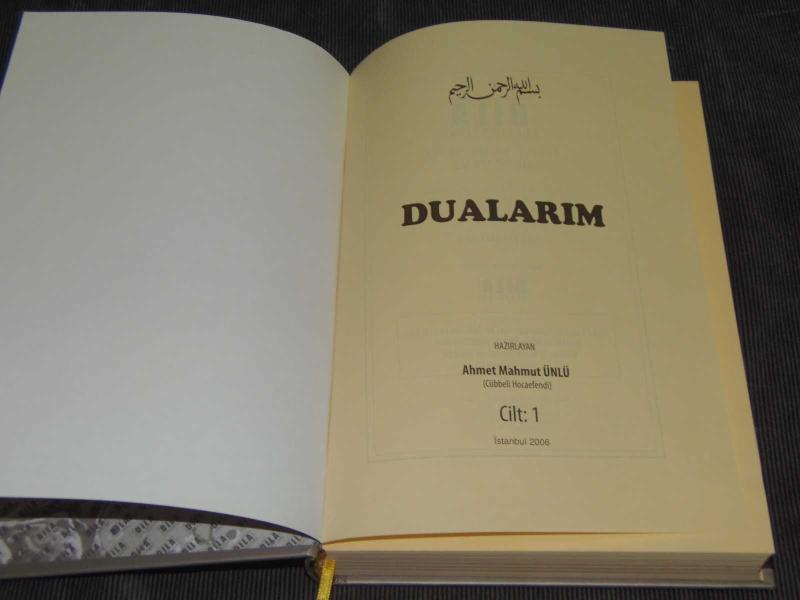 بسم الله الرحمن الرحيم
DUALARIM
HAZIRLAYAN
Ahmet Mahmut ÜNLÜ
(Cübbeli Hocaefendi)
Cilt: 1
İstanbul 2006